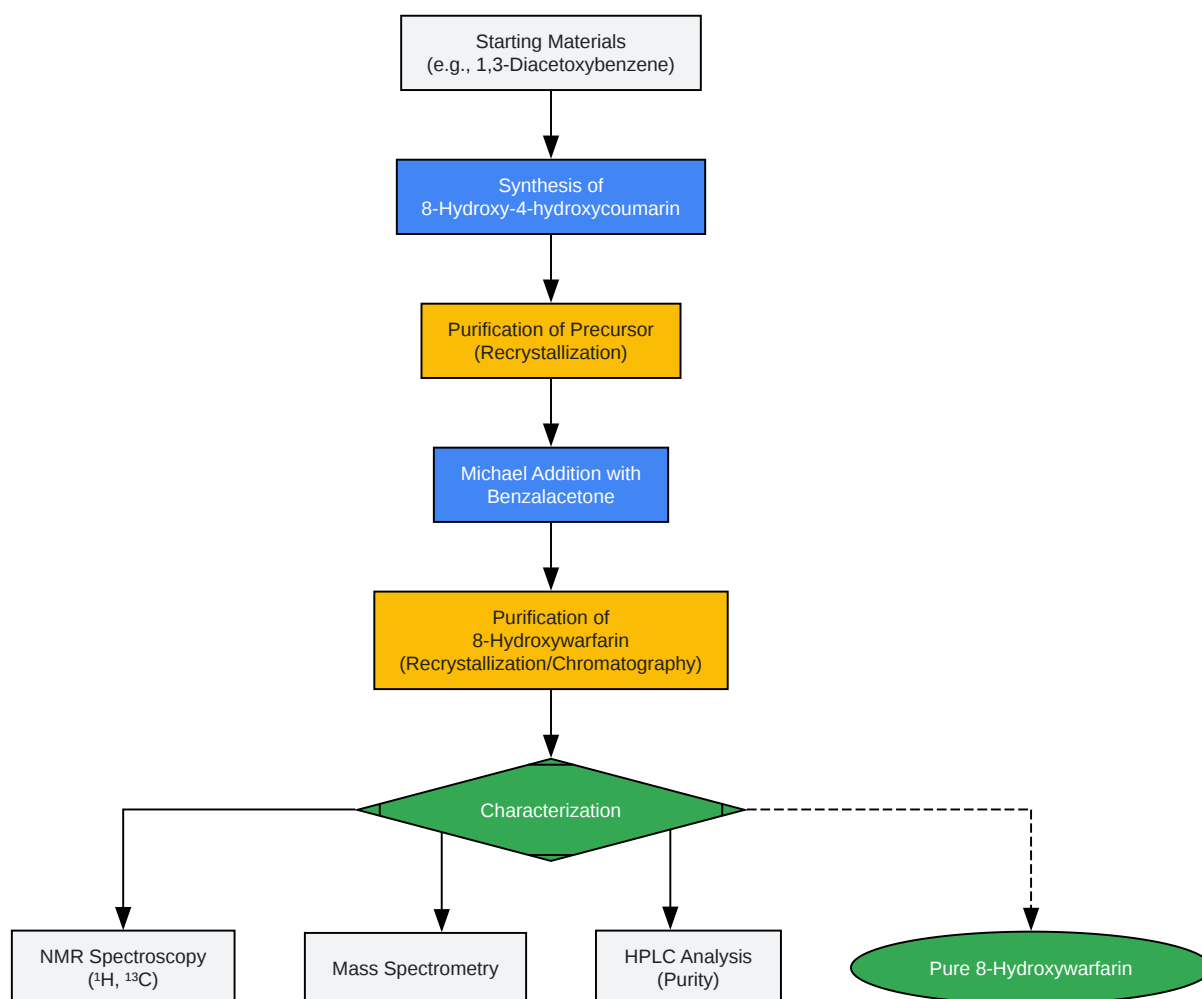 Starting Materials
(e.g., 1,3-Diacetoxybenzene)
Synthesis of
8-Hydroxy-4-hydroxycoumarin
Purification of Precursor
(Recrystallization)
Michael Addition with
Benzalacetone
Purification of
8-Hydroxywarfarin
(Recrystallization/Chromatography)
Characterization
NMR Spectroscopy
(¹H, ¹³C)
Mass Spectrometry
HPLC Analysis
(Purity)
Pure 8-Hydroxywarfarin